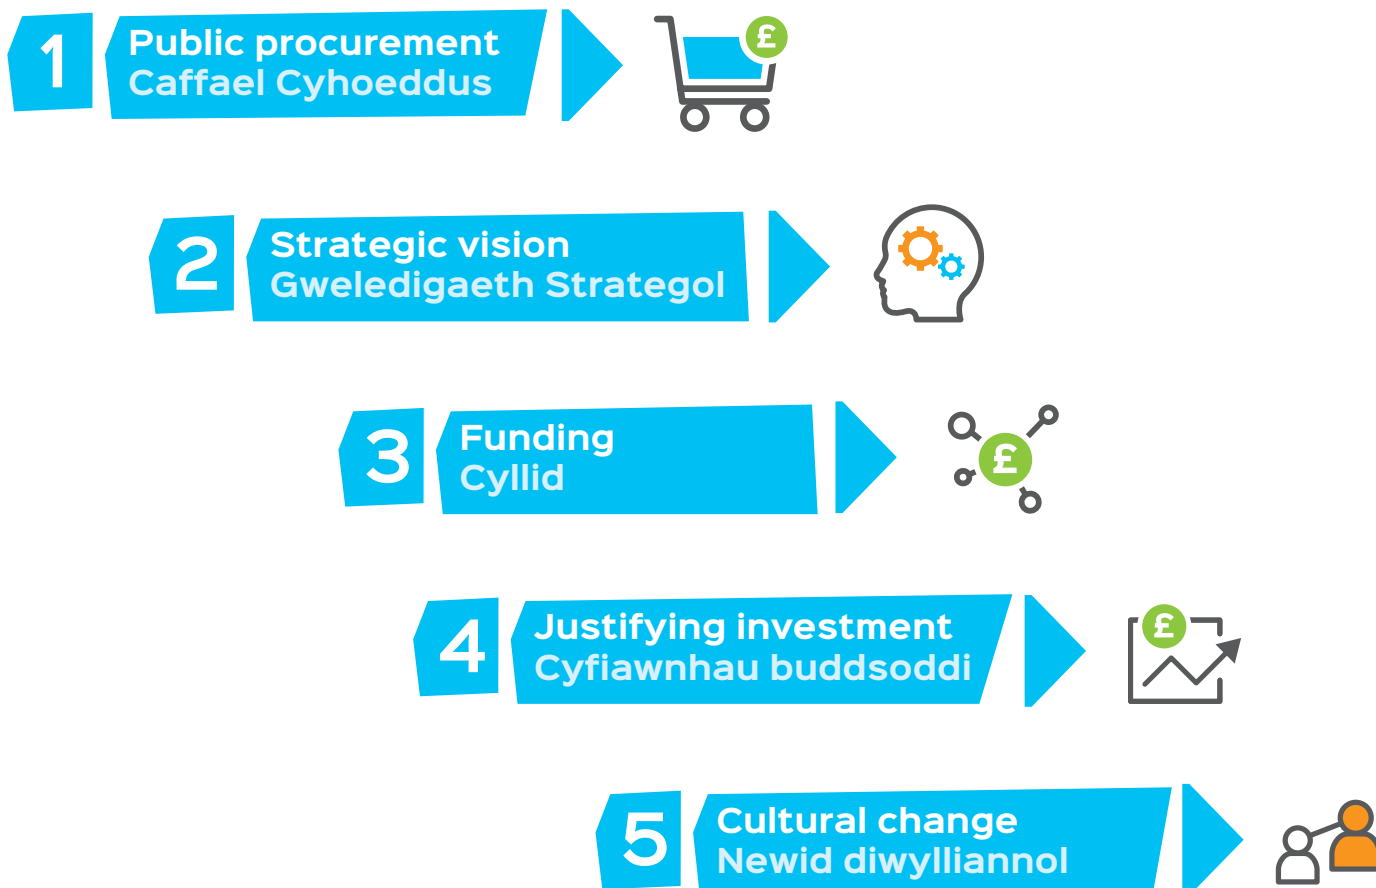 1
Public procurement
Caffael Cyhoeddus
£
2
Strategic vision
Gweledigaeth Strategol
3
Funding
Cyllid
£
4
Justifying investment
Cyfiawnhau buddsoddi
£
5
Cultural change
Newid diwylliannol